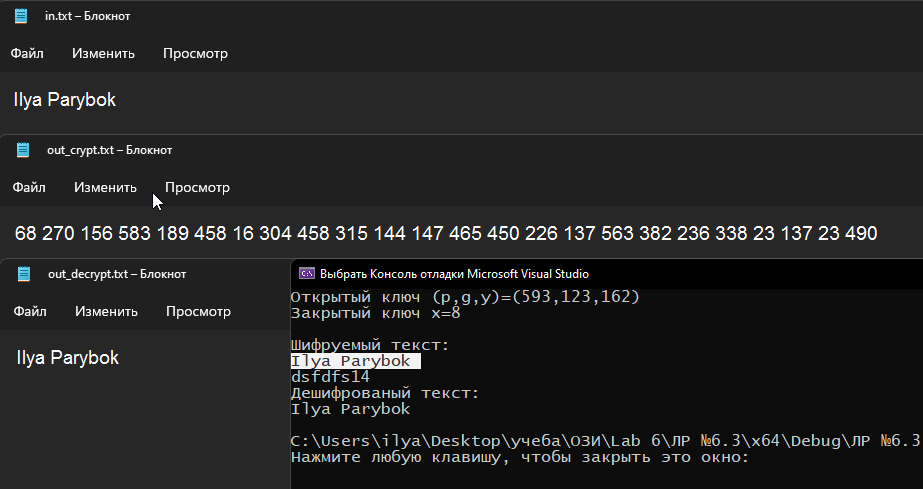 in.txt – Блокнот
Файл Изменить Просмотр
Ilya Parybok
out_crypt.txt – Блокнот
Файл Изменить Просмотр
68 270 156 583 189 458 16 304 458 315 144 147 465 450 226 137 563 382 236 338 23 137 23 490
out_decrypt.txt – Блокнот
Файл Изменить Просмотр
Ilya Parybok
C:\ Выбрать Консоль отладки Microsoft Visual Studio
Открытый ключ (p,g,y)=(593,123,162)
Закрытый ключ x=8
Шифруемый текст:
Ilya Parybok
dsfdfs14
Дешифрованый текст:
Ilya Parybok
C:\Users\ilya\Desktop\учеба\ОЗИ\Lab 6\ЛР №6.3\x64\Debug\ЛР №6.3
Нажмите любую клавишу, чтобы закрыть это окно: